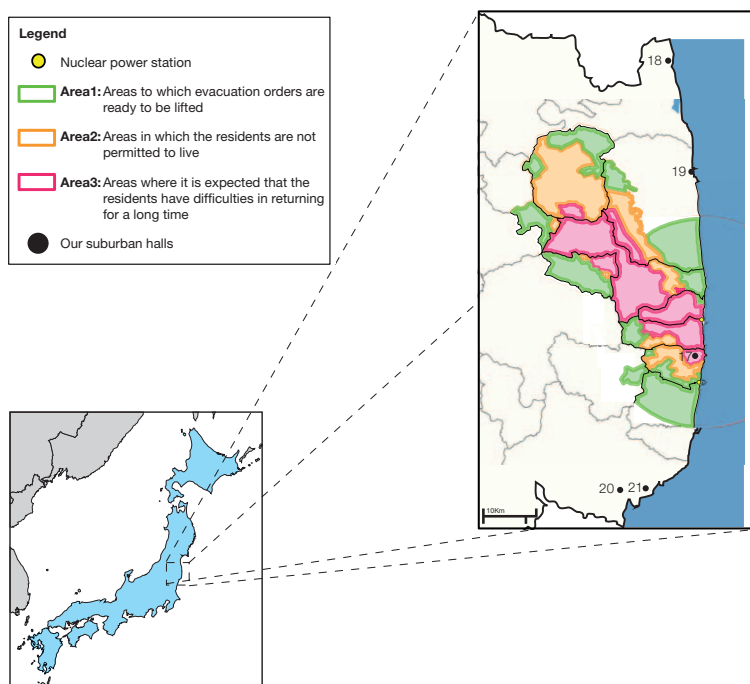 Legend
Nuclear power station
Area1: Areas to which evacuation orders are
ready to be lifted
Area2: Areas in which the residents are not
permitted to live
Area3: Areas where it is expected that the
residents have difficulties in returning
for a long time
Our suburban halls
18
19
17
20
21
10Km